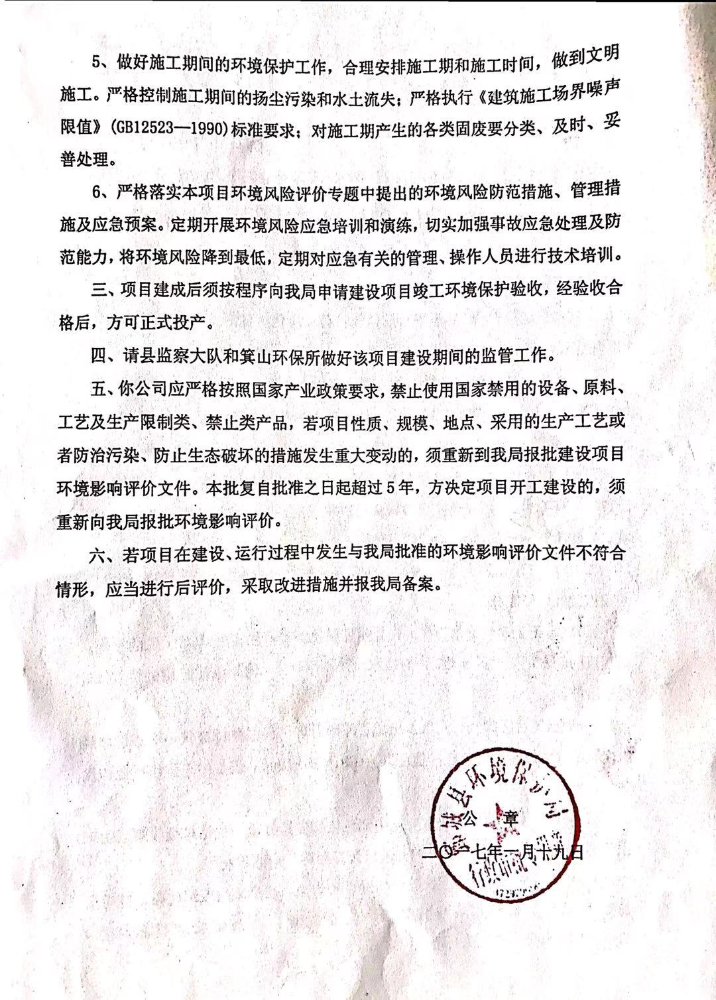 5、做好施工期间的环境保护工作，合理安排施工期和施工时间，做到文明
施工。严格控制施工期间的扬尘污染和水土流失；严格执行《建筑施工场界噪声
限值》(GB12523—1990)标准要求；对施工期产生的各类固废要分类、及时、妥
善处理。
6、严格落实本项目环境风险评价专题中提出的环境风险防范措施、管理措
施及应急预案。定期开展环境风险应急培训和演练，切实加强事故应急处理及防
范能力，将环境风险降到最低，定期对应急有关的管理、操作人员进行技术培训。
三、项目建成后须按程序向我局申请建设项目竣工环境保护验收，经验收合
格后，方可正式投产。
四、请县监察大队和箕山环保所做好该项目建设期间的监管工作。
五、你公司应严格按照国家产业政策要求，禁止使用国家禁用的设备、原料、
工艺及生产限制类、禁止类产品，若项目性质、规模、地点、采用的生产工艺或
者防治污染、防止生态破坏的措施发生重大变动的，须重新到我局报批建设项目
环境影响评价文件。本批复自批准之日起超过5年，方决定项目开工建设的，须
重新向我局报批环境影响评价。
六、若项目在建设、运行过程中发生与我局批准的环境影响评价文件不符合
情形，应当进行后评价，采取改进措施并报我局备案。
县环境保护局
公 章
二〇一七年一月十九日
行政审批专用章